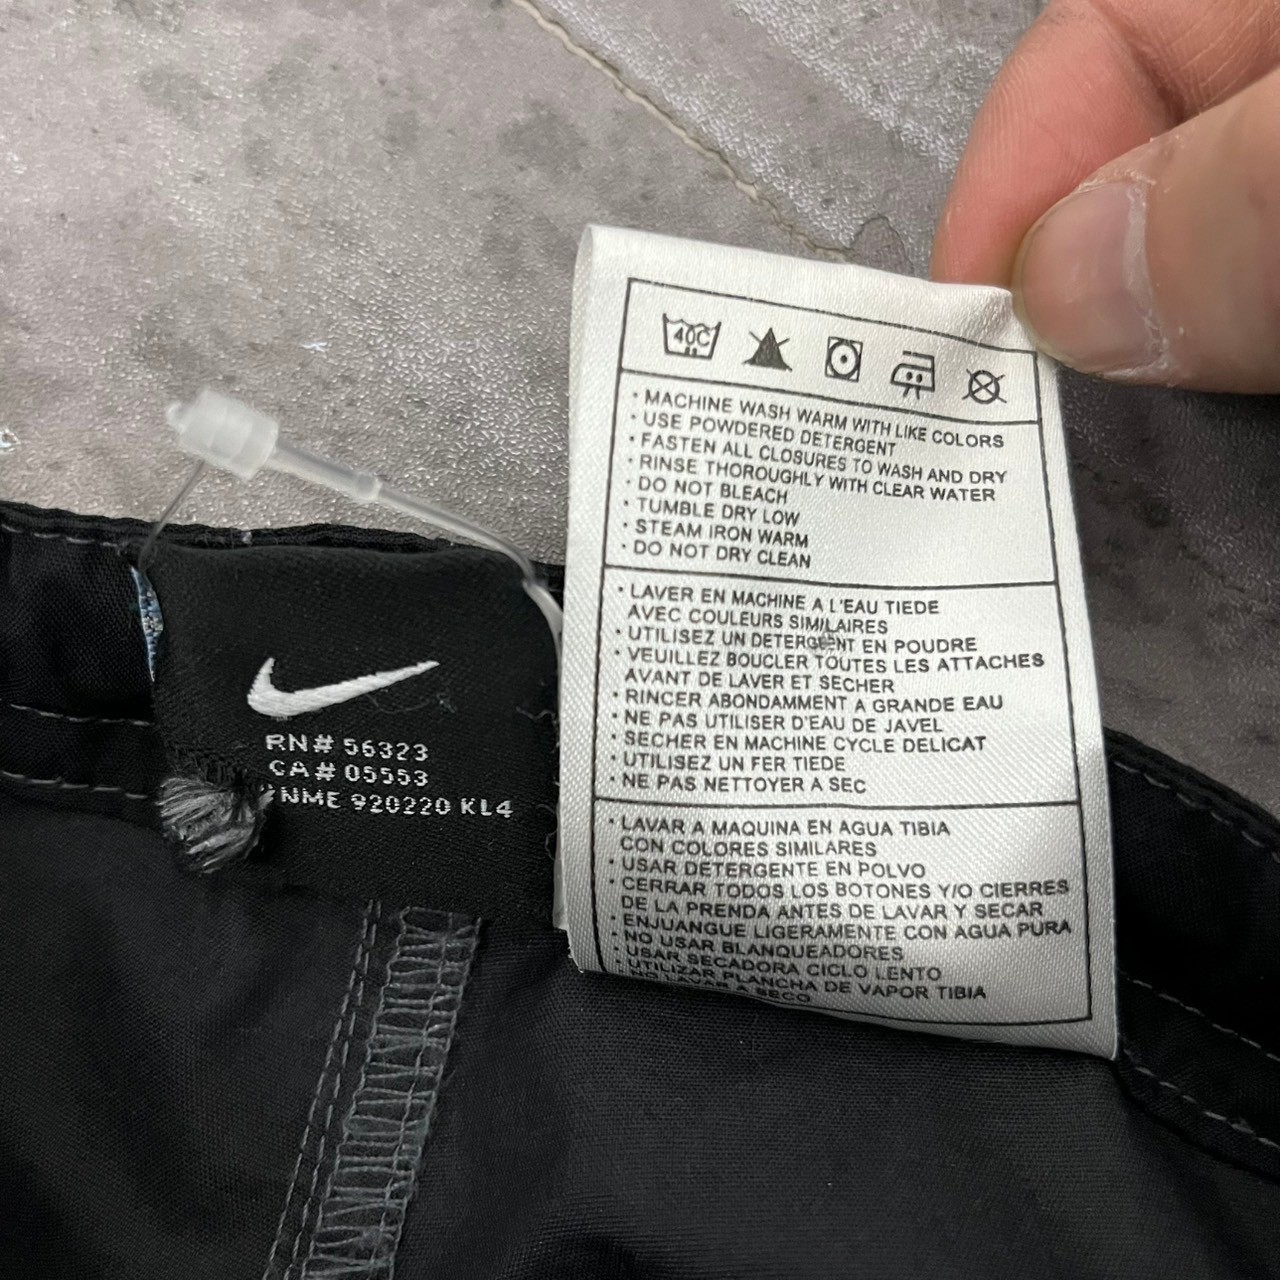 RN# 56323
CA# 05553
920220 KL4
40C
• MACHINE WASH WARM WITH LIKE COLORS
• USE POWDERED DETERGENT
• FASTEN ALL CLOSURES TO WASH AND DRY
• RINSE THOROUGHLY WITH CLEAR WATER
• DO NOT BLEACH
• TUMBLE DRY LOW
• STEAM IRON WARM
• DO NOT DRY CLEAN
• LAVER EN MACHINE A L'EAU TIEDE
AVEC COULEURS SIMILAIRES
• UTILISEZ UN DETERGENT EN POUDRE
• VEUILLEZ BOUCLER TOUTES LES ATTACHES
AVANT DE LAVER ET SECHER
• RINCER ABONDAMMENT A GRANDE EAU
• NE PAS UTILISER D'EAU DE JAVEL
• SECHER EN MACHINE CYCLE DELICAT
• UTILISEZ UN FER TIEDE
• NE PAS NETTOYER A SEC
• LAVAR A MAQUINA EN AGUA TIBIA
CON COLORES SIMILARES
• USAR DETERGENTE EN POLVO
• CERRAR TODOS LOS BOTONES Y/O CIERRES
DE LA PRENDA ANTES DE LAVAR Y SECAR
• ENJUANGUE LIGERAMENTE CON AGUA PURA
• NO USAR BLANQUEADORES
• USAR SECADORA CICLO LENTO
• UTILIZAR PLANCHA DE VAPOR TIBIA
• NO LAVAR A SECO